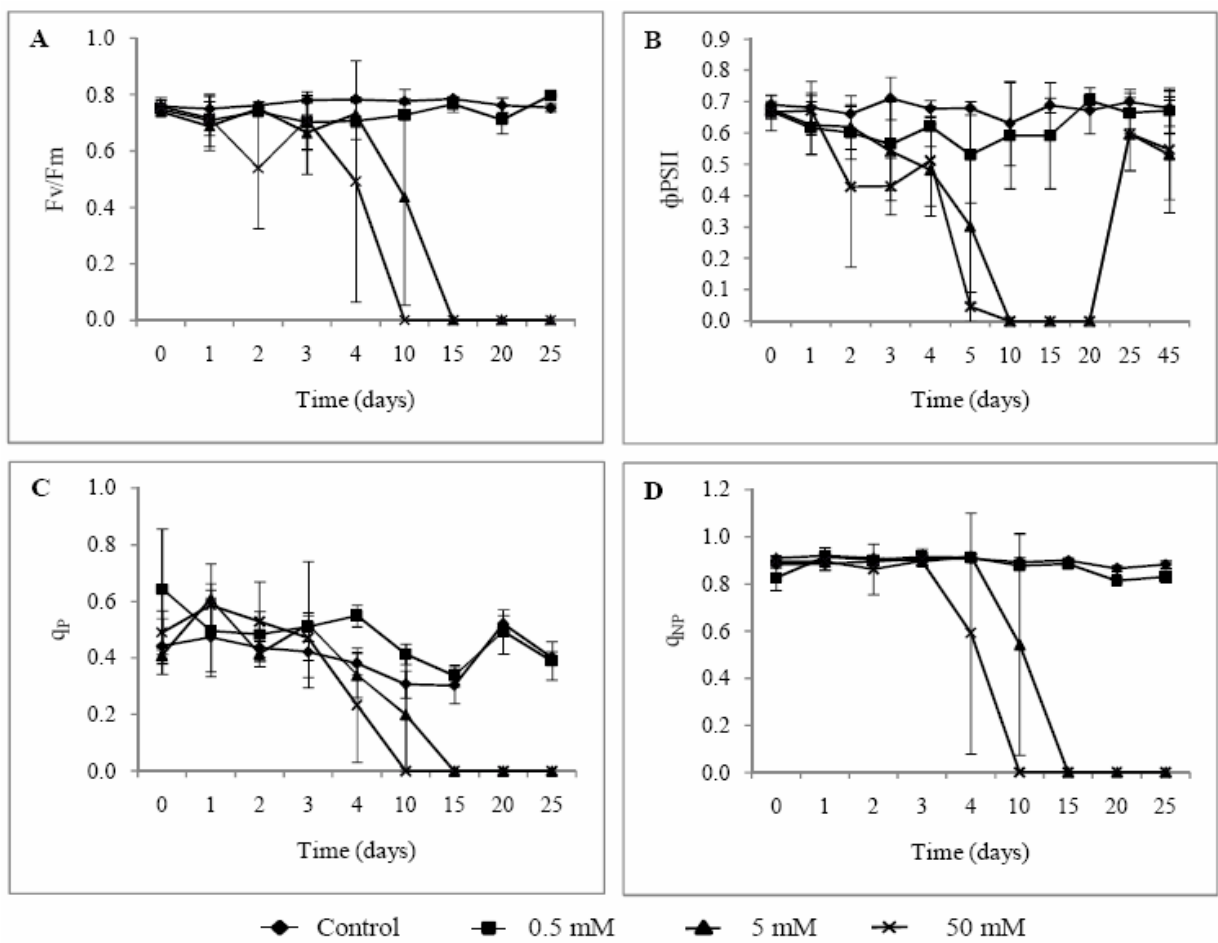 A
Fv/Fm
1.0
0.8
0.6
0.4
0.2
0.0
0 1 2 3 4 10 15 20 25
Time (days)
B
ϕPSII
0.9
0.8
0.7
0.6
0.5
0.4
0.3
0.2
0.1
0.0
0 1 2 3 4 5 10 15 20 25 45
Time (days)
C
qP
1.0
0.8
0.6
0.4
0.2
0.0
0 1 2 3 4 10 15 20 25
Time (days)
D
qNP
1.2
1.0
0.8
0.6
0.4
0.2
0.0
0 1 2 3 4 10 15 20 25
Time (days)
Control 0.5 mM 5 mM 50 mM